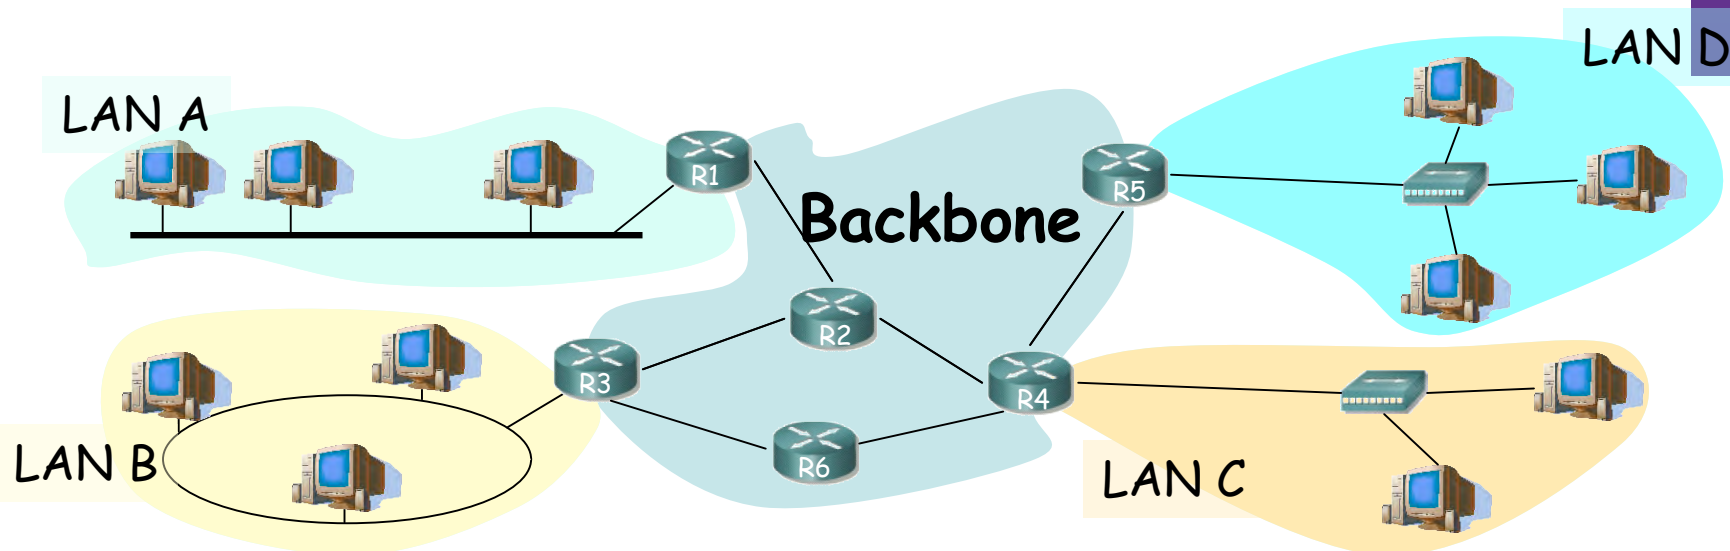 LAN D
LAN A
R1
R5
Backbone
R2
R3
R4
R6
LAN B
LAN C